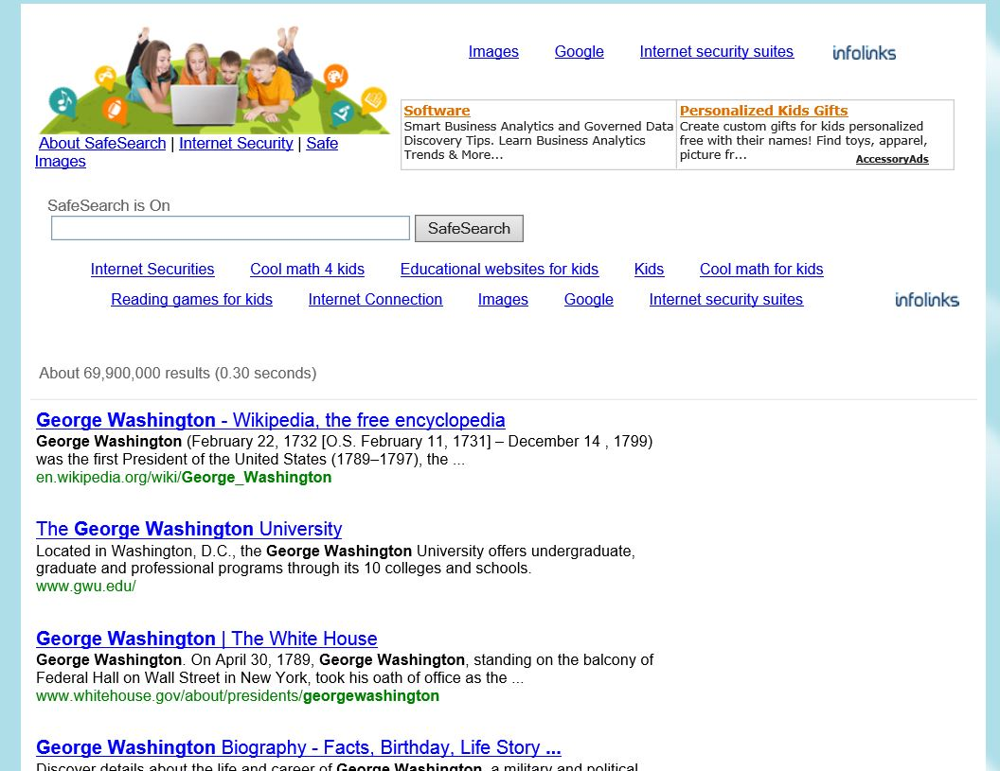 Images Google Internet security suites infolinks
Software
Smart Business Analytics and Governed Data
Discovery Tips. Learn Business Analytics
Trends & More...
Personalized Kids Gifts
Create custom gifts for kids personalized
free with their names! Find toys, apparel,
picture fr...
AccessoryAds
About SafeSearch | Internet Security | Safe
Images
SafeSearch is On
SafeSearch
Internet Securities Cool math 4 kids Educational websites for kids Kids Cool math for kids
Reading games for kids Internet Connection Images Google Internet security suites infolinks
About 69,900,000 results (0.30 seconds)
George Washington - Wikipedia, the free encyclopedia
George Washington (February 22, 1732 [O.S. February 11, 1731] – December 14 , 1799)
was the first President of the United States (1789–1797), the ...
en.wikipedia.org/wiki/George_Washington
The George Washington University
Located in Washington, D.C., the George Washington University offers undergraduate,
graduate and professional programs through its 10 colleges and schools.
www.gwu.edu/
George Washington | The White House
George Washington. On April 30, 1789, George Washington, standing on the balcony of
Federal Hall on Wall Street in New York, took his oath of office as the ...
www.whitehouse.gov/about/presidents/georgewashington
George Washington Biography - Facts, Birthday, Life Story ...
Discover details about the life and career of George Washington, a military and political